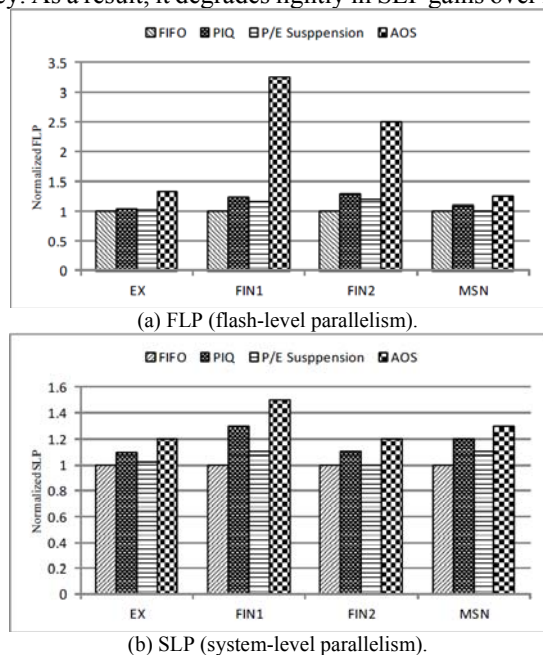 ey. As a result, it degrades lightly in SLP gains over
FIFO PIQ P/E Susppension AOS
Normalized FLP
3.5
3
2.5
2
1.5
1
0.5
0
EX FIN1 FIN2 MSN
(a) FLP (flash-level parallelism).
FIFO PIQ P/E Susppension AOS
Normalized SLP
1.6
1.4
1.2
1
0.8
0.6
0.4
0.2
0
EX FIN1 FIN2 MSN
(b) SLP (system-level parallelism).